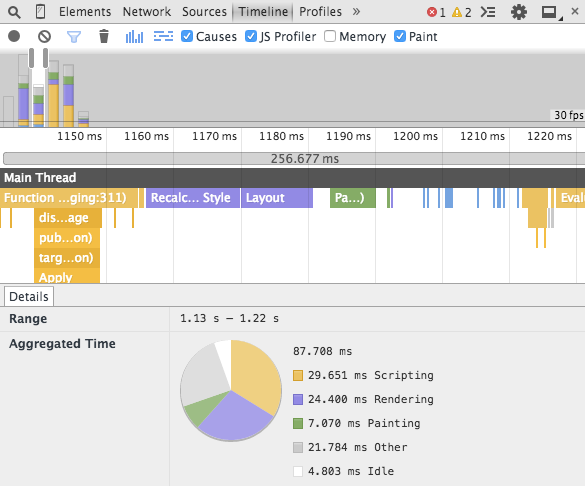 Elements Network Sources Timeline Profiles » 1 2
Causes JS Profiler Memory Paint
30 fps
1150 ms 1160 ms 1170 ms 1180 ms 1190 ms 1200 ms 1210 ms 1220 ms
256.677 ms
Main Thread
Function ...ging:311) Recalc... Style Layout Pa...) Eval
dis...age
pub...on)
targ...on)
Apply
Details
Range 1.13 s – 1.22 s
Aggregated Time
87.708 ms
29.651 ms Scripting
24.400 ms Rendering
7.070 ms Painting
21.784 ms Other
4.803 ms Idle